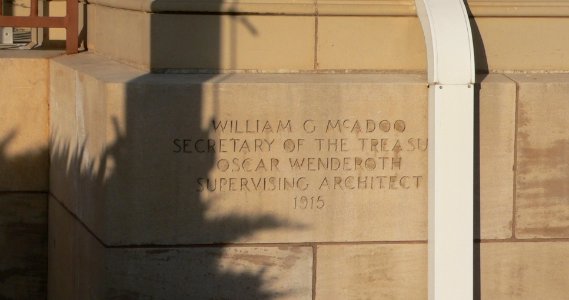 WILLIAM G McADOO
SECRETARY OF THE TREASU
OSCAR WENDEROTH
SUPERVISING ARCHITECT
1915